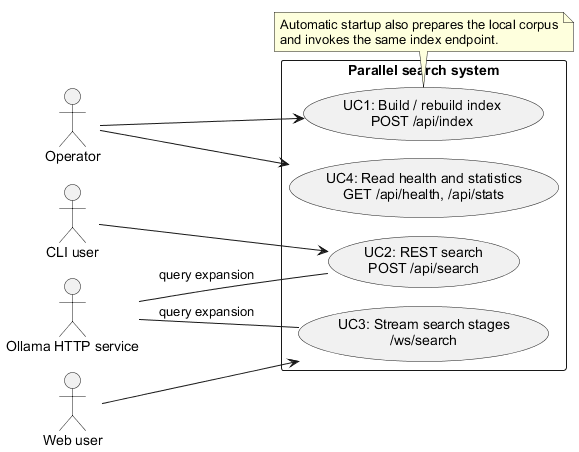 Automatic startup also prepares the local corpus
and invokes the same index endpoint.
Parallel search system
UC1: Build / rebuild index
POST /api/index
Operator
UC4: Read health and statistics
GET /api/health, /api/stats
CLI user
UC2: REST search
POST /api/search
query expansion
query expansion
Ollama HTTP service
UC3: Stream search stages
/ws/search
Web user